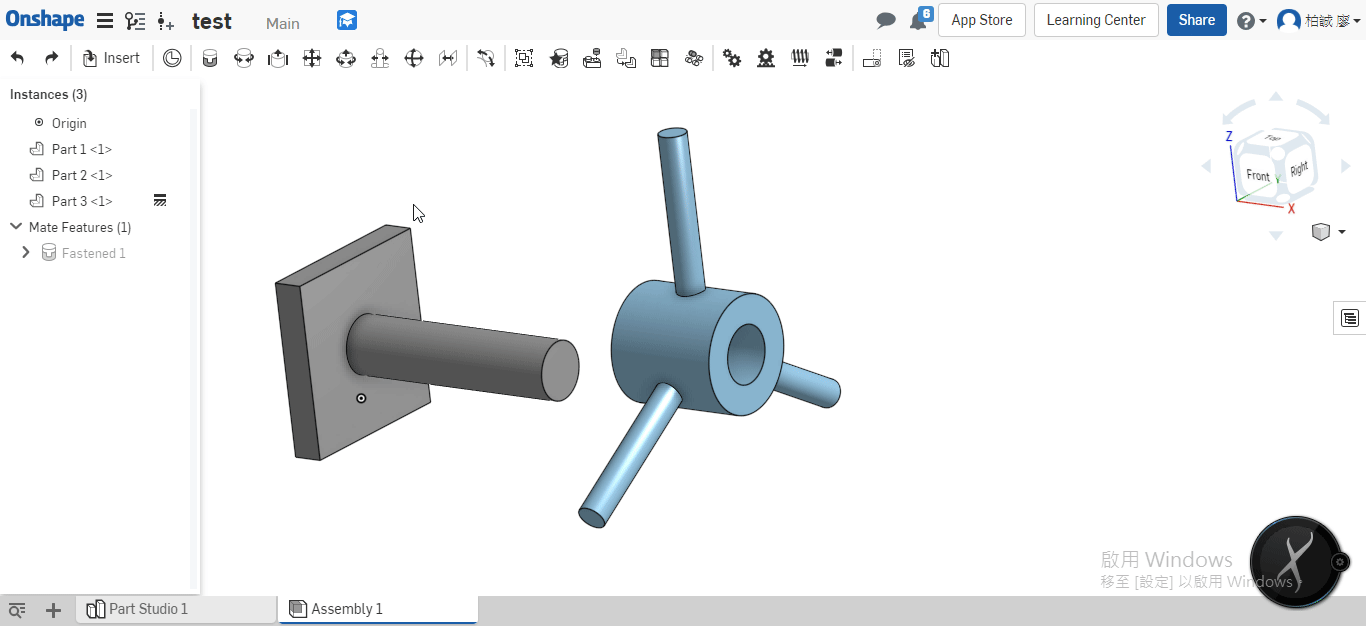 Onshape test Main 6 App Store Learning Center Share 柏誠 廖
Insert
Instances (3)
Origin
Part 1 <1>
Part 2 <1>
Part 3 <1>
Mate Features (1)
Fastened 1
Z
Top
Front
Right
Y
X
啟用 Windows
移至 [設定] 以啟用 Windows。
Part Studio 1
Assembly 1